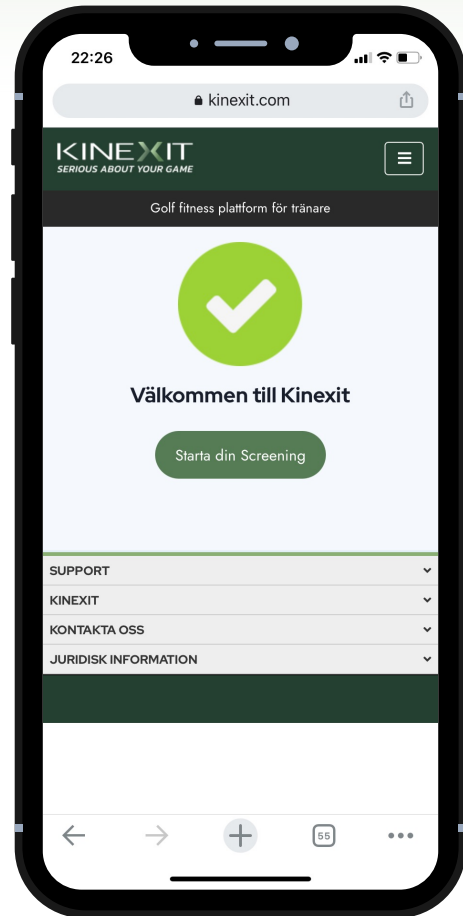 22:26
kinexit.com
KINEXIT
SERIOUS ABOUT YOUR GAME
Golf fitness plattform för tränare
Välkommen till Kinexit
Starta din Screening
SUPPORT
KINEXIT
KONTAKTA OSS
JURIDISK INFORMATION
55